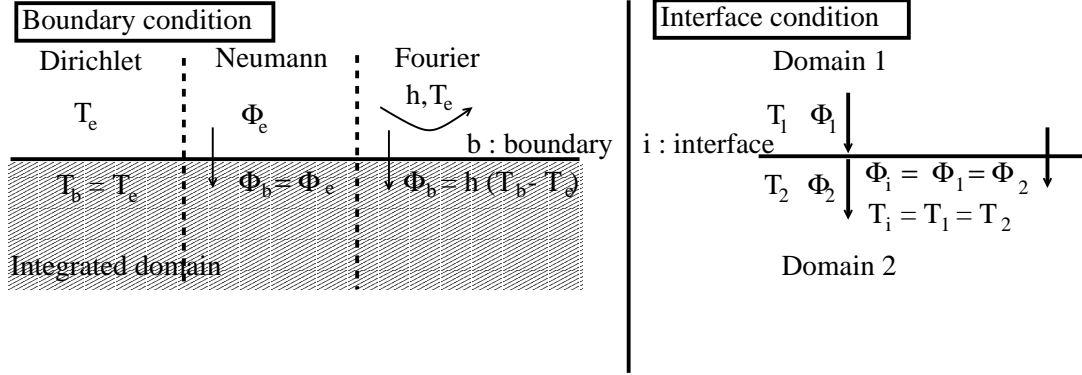 Boundary condition
Dirichlet Neumann Fourier
T_e Φ_e h,T_e
b : boundary
T_b = T_e Φ_b = Φ_e Φ_b = h (T_b - T_e)
Integrated domain
Interface condition
Domain 1
T_1 Φ_1
i : interface
T_2 Φ_2 Φ_i = Φ_1 = Φ_2
T_i = T_1 = T_2
Domain 2